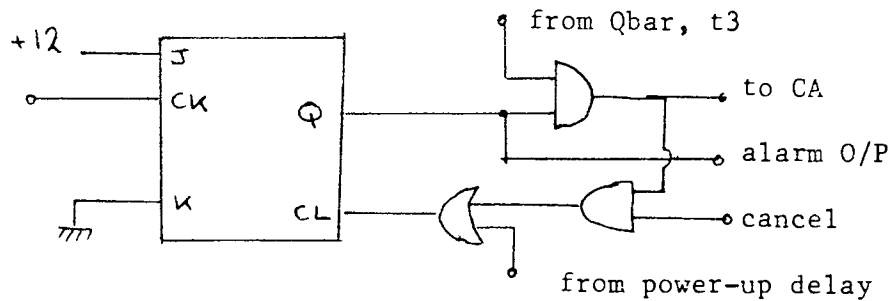 from Qbar, t3
+12
J
CK
Q
to CA
alarm O/P
K
CL
cancel
from power-up delay